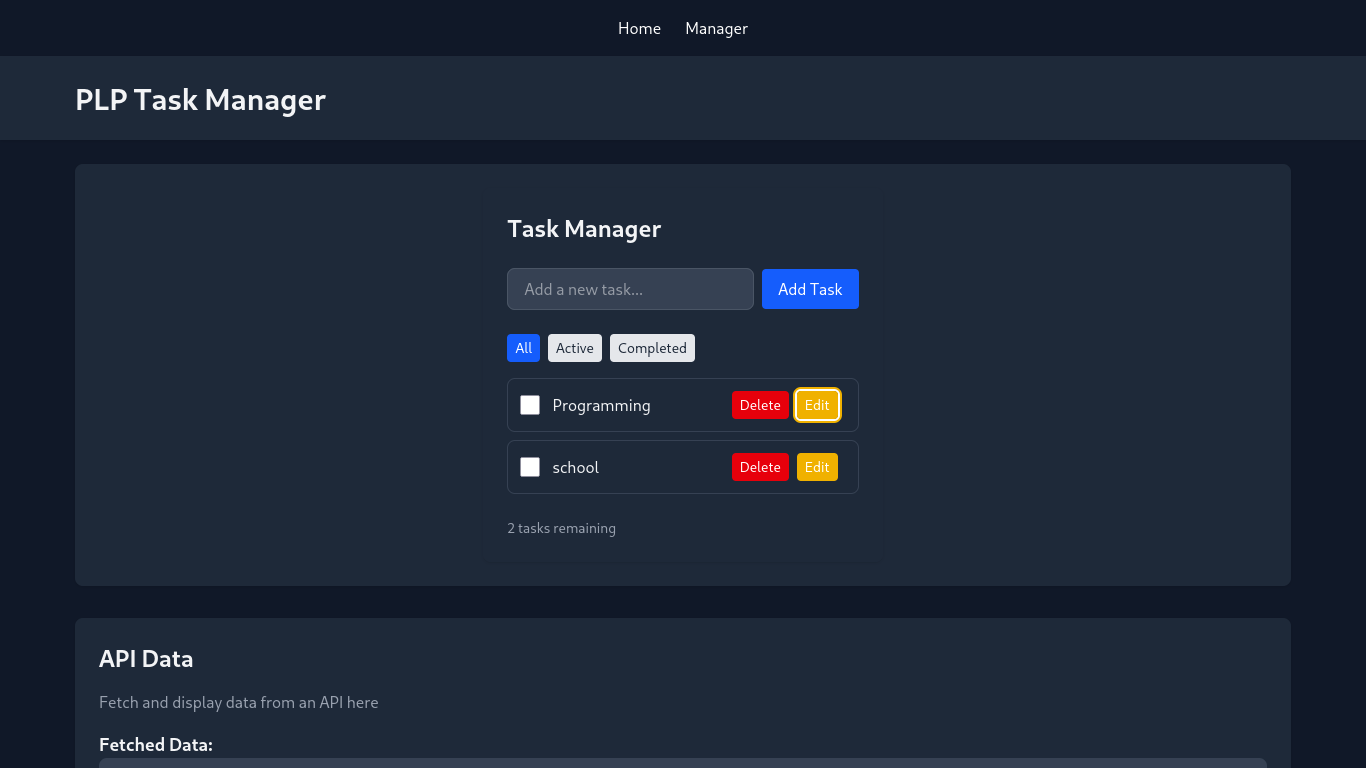 Home Manager
PLP Task Manager
Task Manager
Add a new task... Add Task
All Active Completed
Programming Delete Edit
school Delete Edit
2 tasks remaining
API Data
Fetch and display data from an API here
Fetched Data: